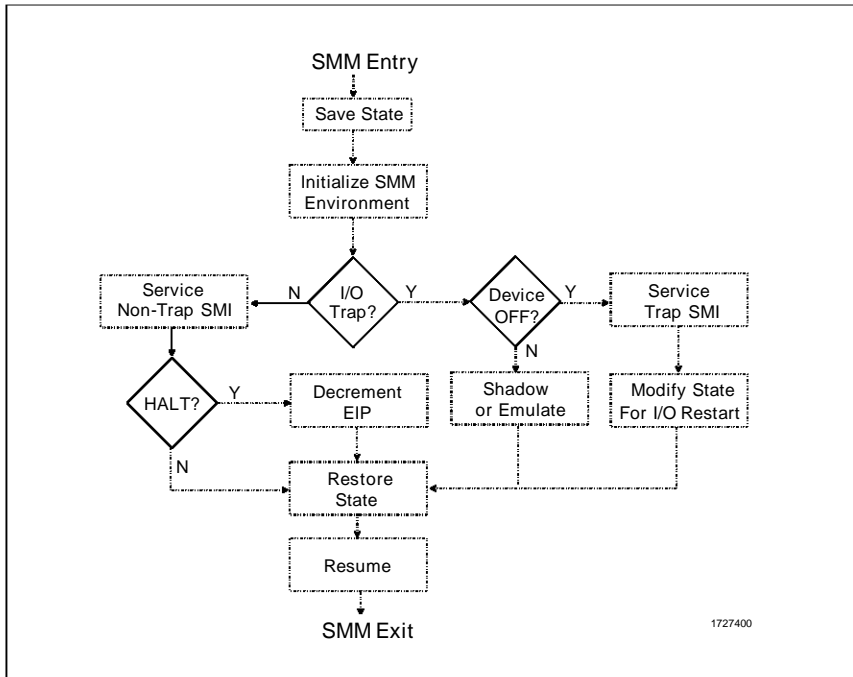 SMM Entry
Save State
Initialize SMM
Environment
Service
Non-Trap SMI
N
I/O
Trap?
Y
Device
OFF?
Y
Service
Trap SMI
N
HALT?
Y
Decrement
EIP
Shadow
or Emulate
Modify State
For I/O Restart
N
Restore
State
Resume
SMM Exit
1727400